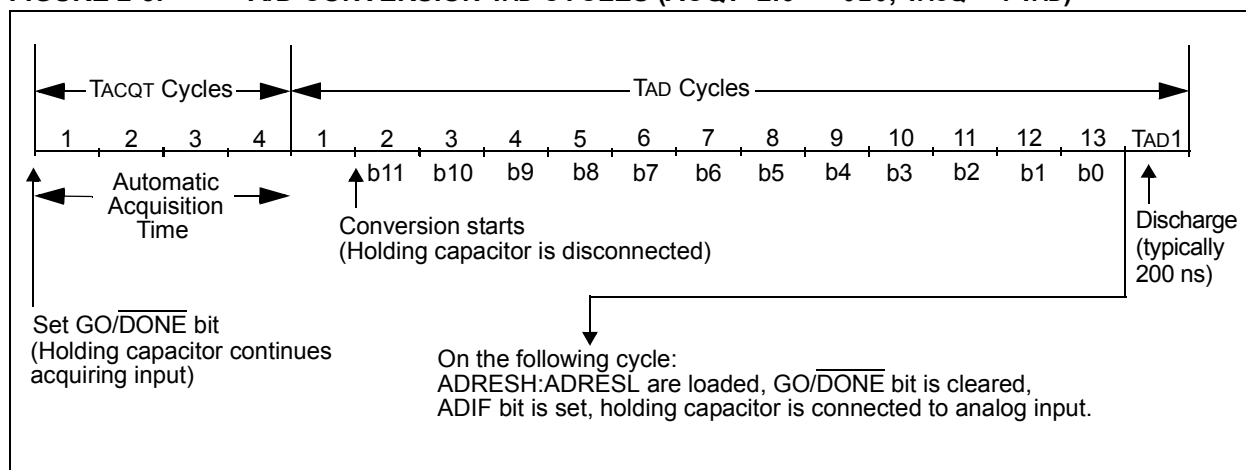 TACQT Cycles
TAD Cycles
1 2 3 4 1 2 3 4 5 6 7 8 9 10 11 12 13 TAD1
b11 b10 b9 b8 b7 b6 b5 b4 b3 b2 b1 b0
Automatic
Acquisition
Time
Conversion starts
(Holding capacitor is disconnected)
Discharge
(typically
200 ns)
Set GO/DONE bit
(Holding capacitor continues
acquiring input)
On the following cycle:
ADRESH:ADRESL are loaded, GO/DONE bit is cleared,
ADIF bit is set, holding capacitor is connected to analog input.